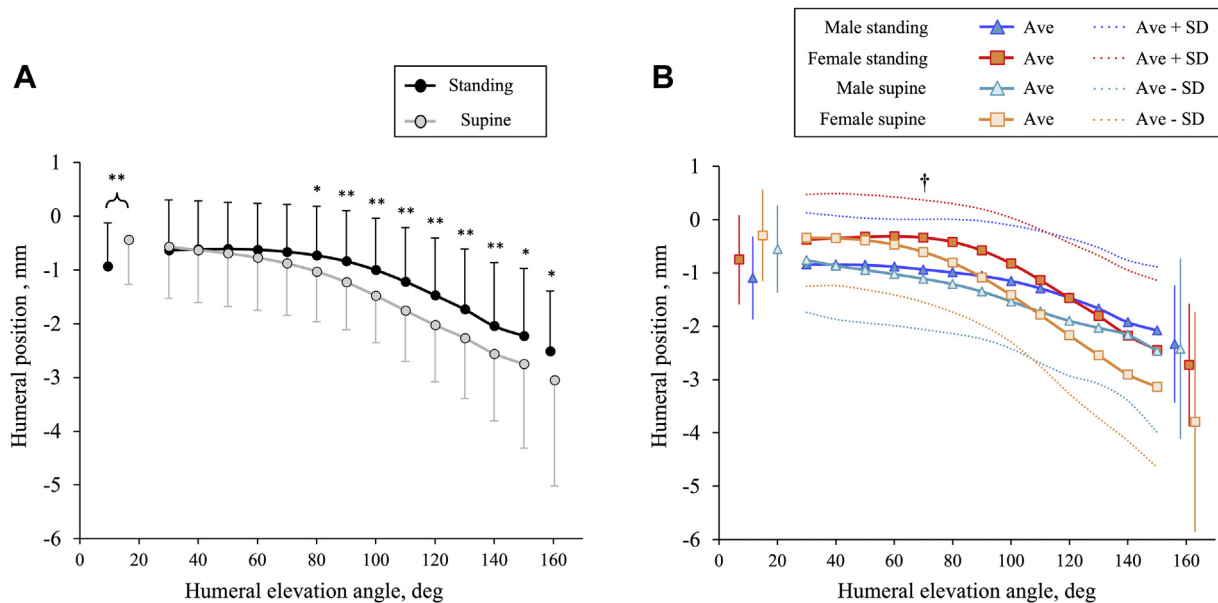 A
Standing
Supine
1
0
-1
-2
-3
-4
-5
-6
Humeral position , mm
** * ** ** ** ** ** ** * *
0 20 40 60 80 100 120 140 160
Humeral elevation angle, deg
B
Male standing Ave Ave + SD
Female standing Ave Ave + SD
Male supine Ave Ave - SD
Female supine Ave Ave - SD
†
1
0
-1
-2
-3
-4
-5
-6
Humeral position, mm
0 20 40 60 80 100 120 140 160
Humeral elevation angle, deg